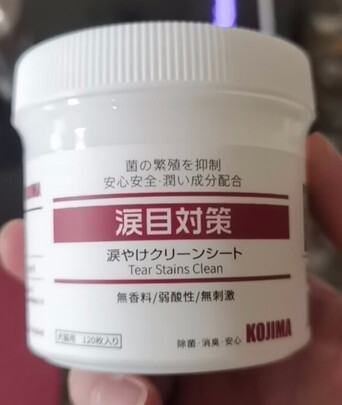 菌の繁殖を抑制
安心安全·潤い成分配合
涙目対策
涙やけクリーンシート
Tear Stains Clean
無香料/弱酸性/無刺激
犬猫用 120枚入り
除菌·消臭·安心 KOJIMA